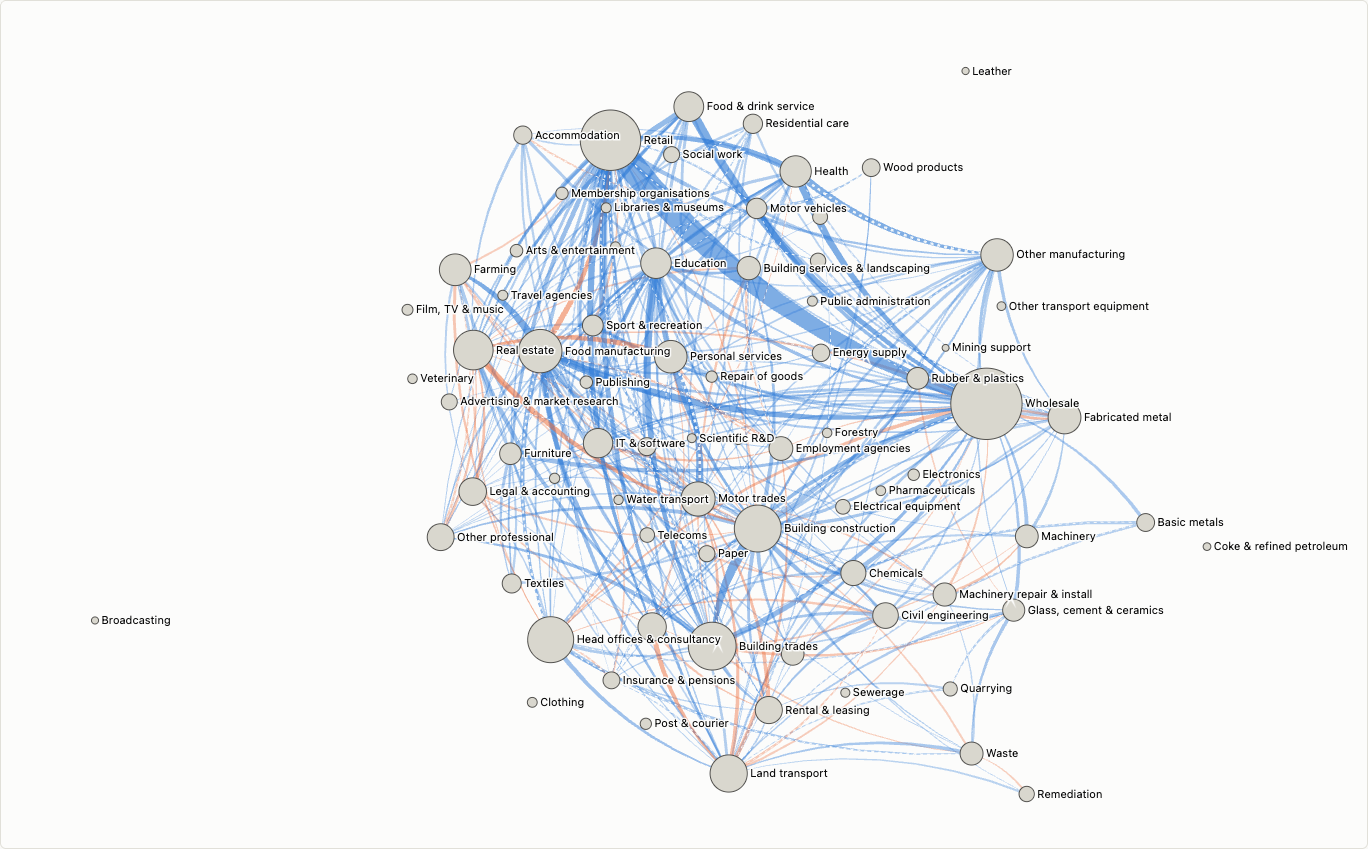 Leather
Food & drink service
Residential care
Accommodation
Retail
Social work
Health
Wood products
Membership organisations
Libraries & museums
Motor vehicles
Arts & entertainment
Other manufacturing
Education
Farming
Building services & landscaping
Travel agencies
Public administration
Other transport equipment
Film, TV & music
Sport & recreation
Mining support
Real estate
Food manufacturing
Personal services
Energy supply
Repair of goods
Veterinary
Rubber & plastics
Publishing
Advertising & market research
Wholesale
Fabricated metal
Forestry
Scientific R&D
IT & software
Employment agencies
Furniture
Electronics
Legal & accounting
Pharmaceuticals
Water transport
Motor trades
Electrical equipment
Basic metals
Building construction
Telecoms
Other professional
Machinery
Coke & refined petroleum
Paper
Chemicals
Textiles
Machinery repair & install
Glass, cement & ceramics
Civil engineering
Broadcasting
Head offices & consultancy
Building trades
Insurance & pensions
Quarrying
Sewerage
Clothing
Rental & leasing
Post & courier
Waste
Land transport
Remediation